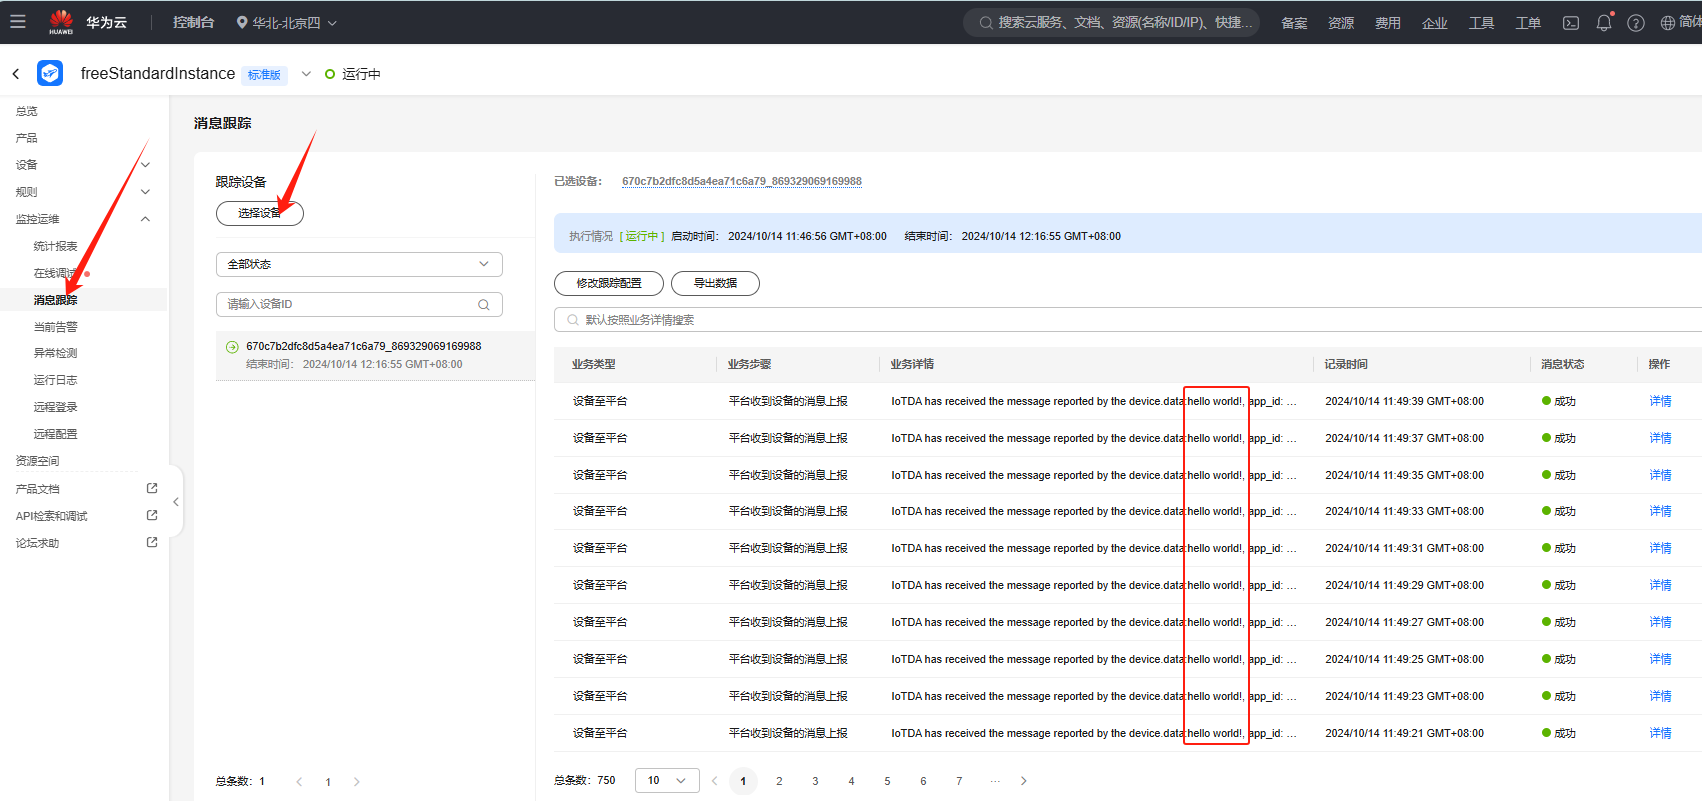 HUAWEI 华为云 控制台 华北-北京四 搜索云服务、文档、资源(名称/ID/IP)、快捷... 备案 资源 费用 企业 工具 工单 简体
freeStandardInstance 标准版 运行中
总览
产品
设备
规则
监控运维
统计报表
在线调试
消息跟踪
当前告警
异常检测
运行日志
远程登录
远程配置
资源空间
产品文档
API检索和调试
论坛求助
消息跟踪
跟踪设备
选择设备
全部状态
请输入设备ID
670c7b2dfc8d5a4ea71c6a79_869329069169988
结束时间： 2024/10/14 12:16:55 GMT+08:00
总条数：1 1
已选设备： 670c7b2dfc8d5a4ea71c6a79_869329069169988
执行情况 [ 运行中 ] 启动时间： 2024/10/14 11:46:56 GMT+08:00 结束时间： 2024/10/14 12:16:55 GMT+08:00
修改跟踪配置 导出数据
默认按照业务详情搜索
业务类型 业务步骤 业务详情 记录时间 消息状态 操作
设备至平台 平台收到设备的消息上报 IoTDA has received the message reported by the device.data:hello world!, app_id: ... 2024/10/14 11:49:39 GMT+08:00 成功 详情
设备至平台 平台收到设备的消息上报 IoTDA has received the message reported by the device.data:hello world!, app_id: ... 2024/10/14 11:49:37 GMT+08:00 成功 详情
设备至平台 平台收到设备的消息上报 IoTDA has received the message reported by the device.data:hello world!, app_id: ... 2024/10/14 11:49:35 GMT+08:00 成功 详情
设备至平台 平台收到设备的消息上报 IoTDA has received the message reported by the device.data:hello world!, app_id: ... 2024/10/14 11:49:33 GMT+08:00 成功 详情
设备至平台 平台收到设备的消息上报 IoTDA has received the message reported by the device.data:hello world!, app_id: ... 2024/10/14 11:49:31 GMT+08:00 成功 详情
设备至平台 平台收到设备的消息上报 IoTDA has received the message reported by the device.data:hello world!, app_id: ... 2024/10/14 11:49:29 GMT+08:00 成功 详情
设备至平台 平台收到设备的消息上报 IoTDA has received the message reported by the device.data:hello world!, app_id: ... 2024/10/14 11:49:27 GMT+08:00 成功 详情
设备至平台 平台收到设备的消息上报 IoTDA has received the message reported by the device.data:hello world!, app_id: ... 2024/10/14 11:49:25 GMT+08:00 成功 详情
设备至平台 平台收到设备的消息上报 IoTDA has received the message reported by the device.data:hello world!, app_id: ... 2024/10/14 11:49:23 GMT+08:00 成功 详情
设备至平台 平台收到设备的消息上报 IoTDA has received the message reported by the device.data:hello world!, app_id: ... 2024/10/14 11:49:21 GMT+08:00 成功 详情
总条数：750 10 1 2 3 4 5 6 7 ...